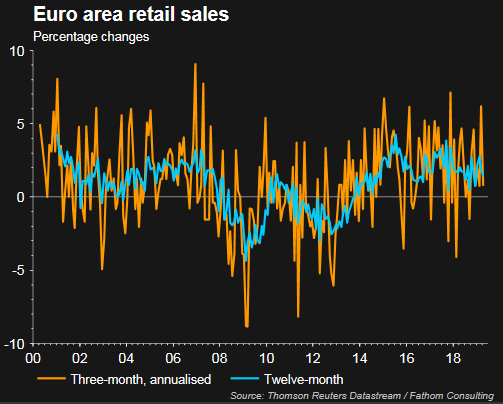 Euro area retail sales
Percentage changes
10
5
0
-5
-10
00 02 04 06 08 10 12 14 16 18
Three-month, annualised Twelve-month
Source: Thomson Reuters Datastream / Fathom Consulting